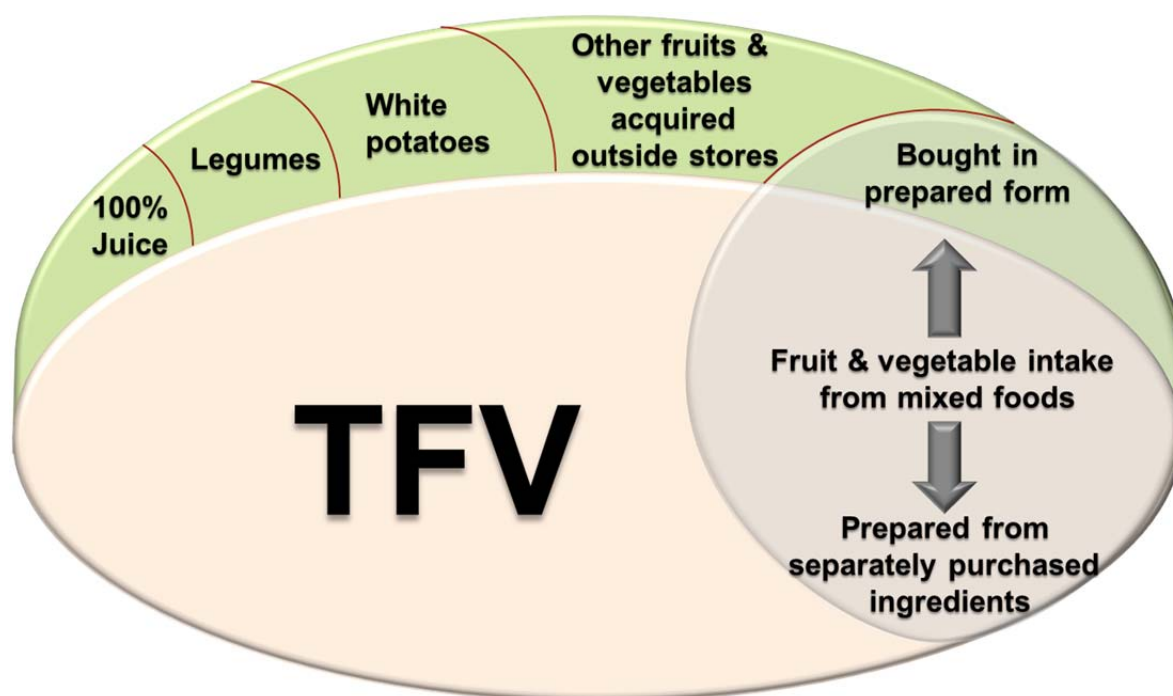 Other fruits &
vegetables
acquired
outside stores
White
potatoes
Legumes
100%
Juice
Bought in
prepared form
Fruit & vegetable intake
from mixed foods
TFV
Prepared from
separately purchased
ingredients